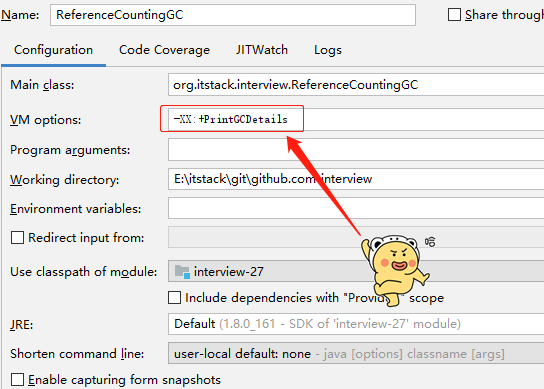 Name: ReferenceCountingGC Share through
Configuration Code Coverage JITWatch Logs
Main class: org.itstack.interview.ReferenceCountingGC
VM options: -XX:+PrintGCDetails
Program arguments:
Working directory: E:\itstack\git\github.com interview
Environment variables:
Redirect input from:
Use classpath of module: interview-27
Include dependencies with "Provid scope
JRE: Default (1.8.0_161 - SDK of 'interview-27' module)
Shorten command line: user-local default: none - java [options] classname [args]
Enable capturing form snapshots